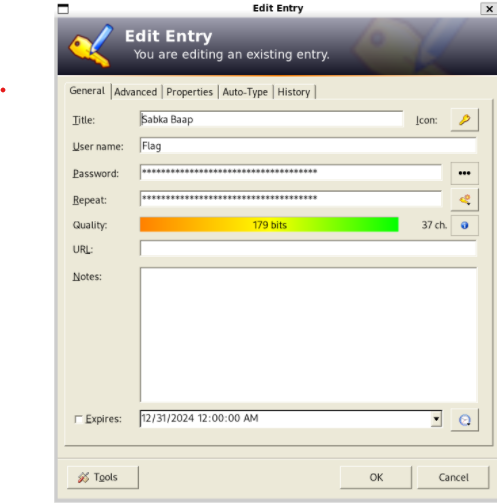 Edit Entry
Edit Entry
You are editing an existing entry.
General Advanced Properties Auto-Type History
Title: Sabka Baap Icon:
User name: Flag
Password: *************************************
Repeat: *************************************
Quality: 179 bits 37 ch.
URL:
Notes:
Expires: 12/31/2024 12:00:00 AM
Tools OK Cancel